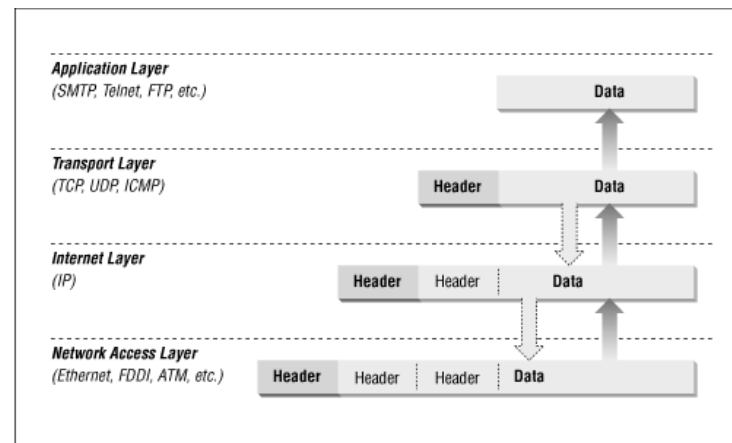 Application Layer
(SMTP, Telnet, FTP, etc.)
Data
Transport Layer
(TCP, UDP, ICMP)
Header Data
Internet Layer
(IP)
Header Header Data
Network Access Layer
(Ethernet, FDDI, ATM, etc.)
Header Header Header Data